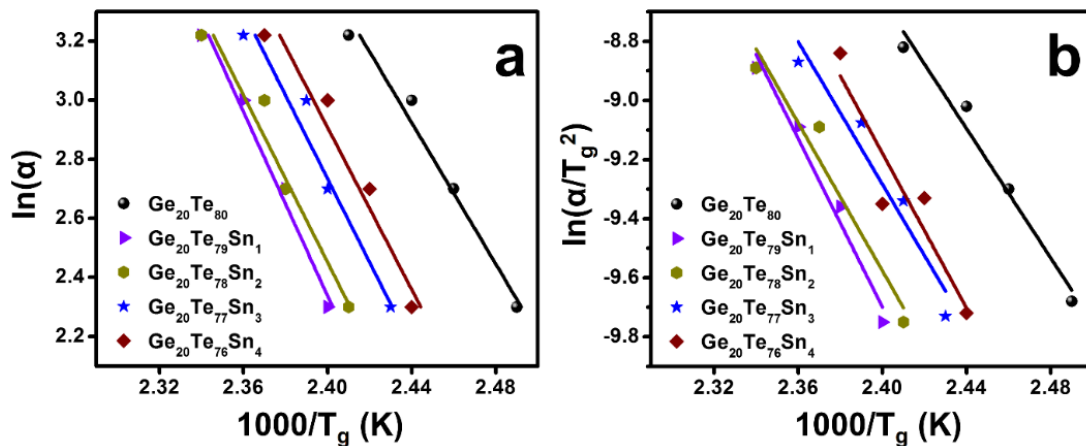 a
3.2
3.0
2.8
2.6
2.4
2.2
ln(α)
Ge₂₀Te₈₀
Ge₂₀Te₇₉Sn₁
Ge₂₀Te₇₈Sn₂
Ge₂₀Te₇₇Sn₃
Ge₂₀Te₇₆Sn₄
2.32 2.36 2.40 2.44 2.48
1000/T_g (K)
b
-8.8
-9.0
-9.2
-9.4
-9.6
-9.8
ln(α/T_g²)
Ge₂₀Te₈₀
Ge₂₀Te₇₉Sn₁
Ge₂₀Te₇₈Sn₂
Ge₂₀Te₇₇Sn₃
Ge₂₀Te₇₆Sn₄
2.32 2.36 2.40 2.44 2.48
1000/T_g (K)